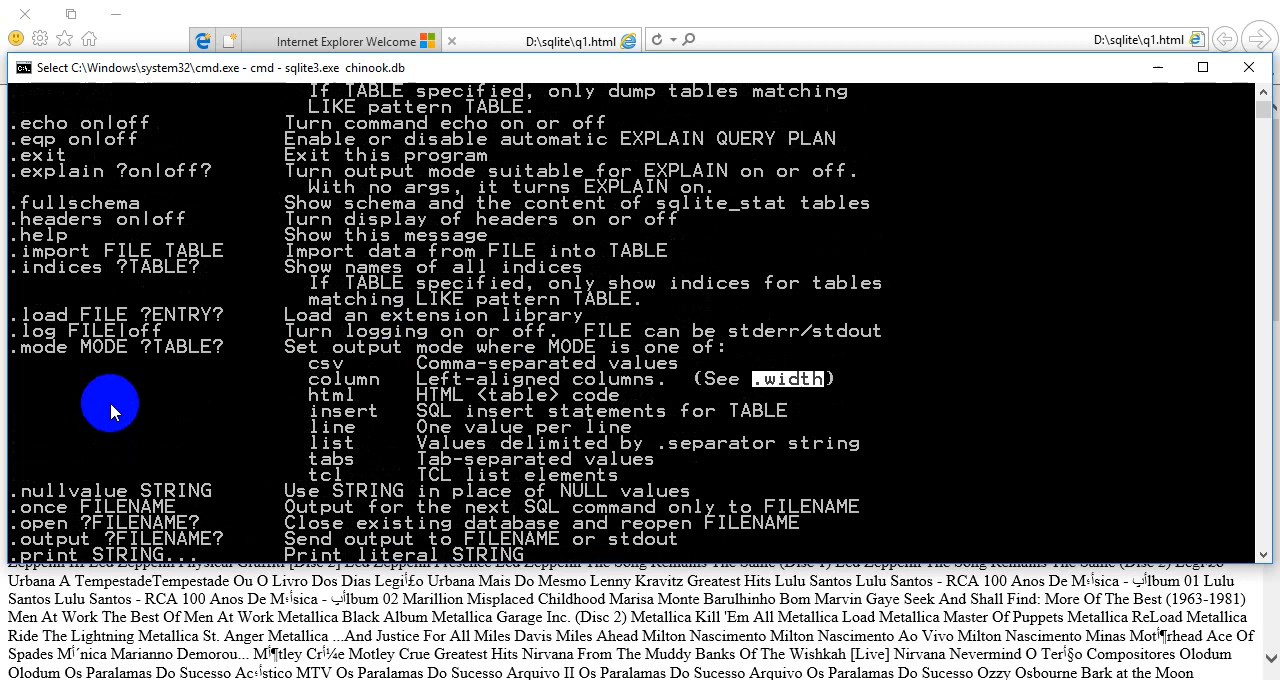 Internet Explorer Welcome
D:\sqlite\q1.html
D:\sqlite\q1.html
Select C:\Windows\system32\cmd.exe - cmd - sqlite3.exe chinook.db
If TABLE specified, only dump tables matching
LIKE pattern TABLE.
.echo on|off Turn command echo on or off
.eqp on|off Enable or disable automatic EXPLAIN QUERY PLAN
.exit Exit this program
.explain ?on|off? Turn output mode suitable for EXPLAIN on or off.
With no args, it turns EXPLAIN on.
.fullschema Show schema and the content of sqlite_stat tables
.headers on|off Turn display of headers on or off
.help Show this message
.import FILE TABLE Import data from FILE into TABLE
.indices ?TABLE? Show names of all indices
If TABLE specified, only show indices for tables
matching LIKE pattern TABLE.
.load FILE ?ENTRY? Load an extension library
.log FILE|off Turn logging on or off. FILE can be stderr/stdout
.mode MODE ?TABLE? Set output mode where MODE is one of:
csv Comma-separated values
column Left-aligned columns. (See .width)
html HTML <table> code
insert SQL insert statements for TABLE
line One value per line
list Values delimited by .separator string
tabs Tab-separated values
tcl TCL list elements
.nullvalue STRING Use STRING in place of NULL values
.once FILENAME Output for the next SQL command only to FILENAME
.open ?FILENAME? Close existing database and reopen FILENAME
.output ?FILENAME? Send output to FILENAME or stdout
.print STRING... Print literal STRING
Urbana A TempestadeTempestade Ou O Livro Dos Dias Urbana Mais Do Mesmo Lenny Kravitz Greatest Hits Lulu Santos Lulu Santos - RCA 100 Anos De - 01 Lulu
Santos Lulu Santos - RCA 100 Anos De - 02 Marillion Misplaced Childhood Marisa Monte Barulhinho Bom Marvin Gaye Seek And Shall Find: More Of The Best (1963-1981)
Men At Work The Best Of Men At Work Metallica Black Album Metallica Garage Inc. (Disc 2) Metallica Kill 'Em All Metallica Load Metallica Master Of Puppets Metallica ReLoad Metallica
Ride The Lightning Metallica St. Anger Metallica ...And Justice For All Miles Davis Miles Ahead Milton Nascimento Milton Nascimento Ao Vivo Milton Nascimento Minas Ace Of
Spades Marianno Demorou... Motley Crue Greatest Hits Nirvana From The Muddy Banks Of The Wishkah [Live] Nirvana Nevermind O Compositores Olodum
Olodum Os Paralamas Do Sucesso MTV Os Paralamas Do Sucesso Arquivo II Os Paralamas Do Sucesso Arquivo Os Paralamas Do Sucesso Ozzy Osbourne Bark at the Moon